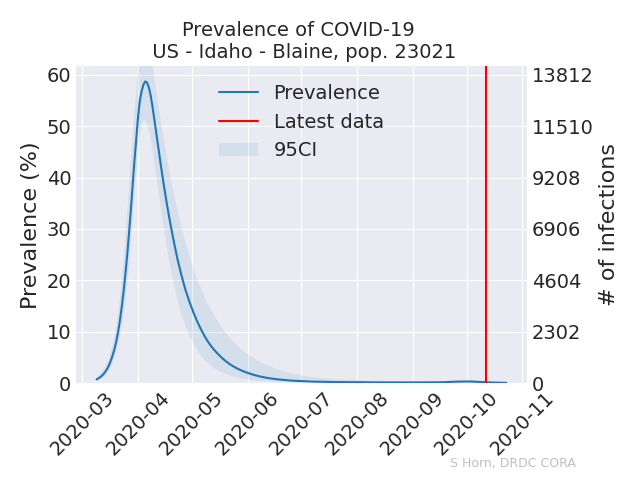 Prevalence of COVID-19
US - Idaho - Blaine, pop. 23021
Prevalence
Latest data
95CI
Prevalence (%)
60
50
40
30
20
10
0
# of infections
13812
11510
9208
6906
4604
2302
0
2020-03
2020-04
2020-05
2020-06
2020-07
2020-08
2020-09
2020-10
2020-11
S Horn, DRDC CORA